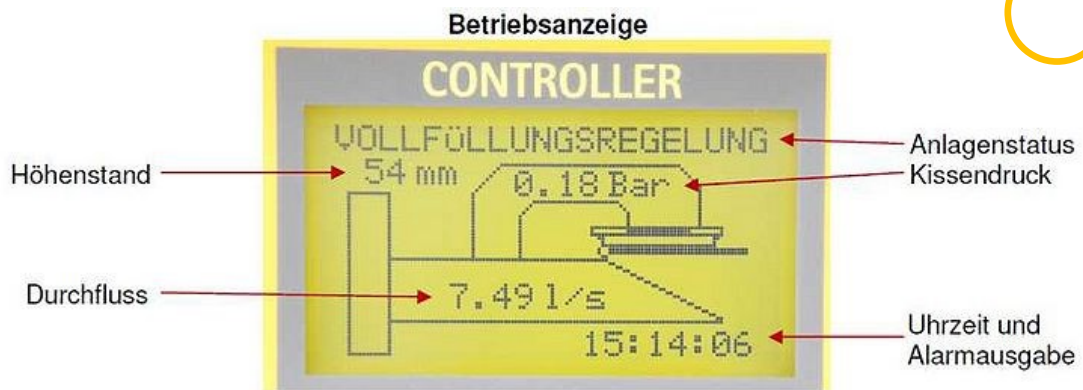 Betriebsanzeige
CONTROLLER
VOLLFÜLLUNGSREGELUNG
Anlagenstatus
Höhenstand
54 mm
0.18 Bar
Kissendruck
Durchfluss
7.49 l/s
15:14:06
Uhrzeit und
Alarmausgabe